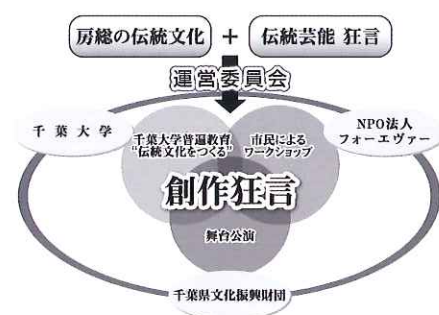 房総の伝統文化 + 伝統芸能 狂言
運営委員会
千葉大学
NPO法人
フォーエヴァー
千葉大学普遍教育
"伝統文化をつくる"
市民による
ワークショップ
創作狂言
舞台公演
千葉県文化振興財団